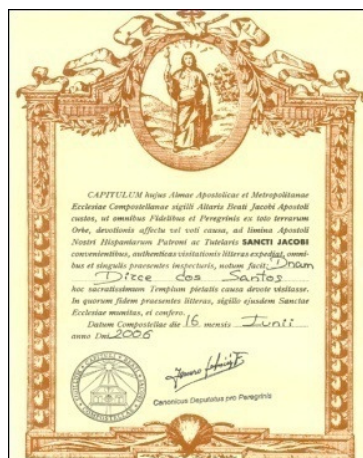 CAPITULUM hujus Almae Apostolicae et Metropolitanae
Ecclesiae Compostellanae sigilli Altaris Beati Jacobi Apostoli
custos, ut omnibus Fidelibus et Peregrinis ex toto terrarum
Orbe, devotionis affectu vel voti causa, ad limina Apostoli
Nostri Hispaniarum Patroni ac Tutelaris SANCTI JACOBI
convenientibus, authenticas visitationis litteras expediat, omni-
bus et singulis praesentes inspecturis, notum facit: Dnam
Dirce dos Santos
hoc sacratissimum Templum pietatis causa devote visitasse.
In quorum fidem praesentes litteras, sigillo ejusdem Sanctae
Ecclesiae munitas, ei confero.
Datum Compostellae die 16 mensis Iunii
anno Dni 2006
Canonicus Deputatus pro Peregrinis